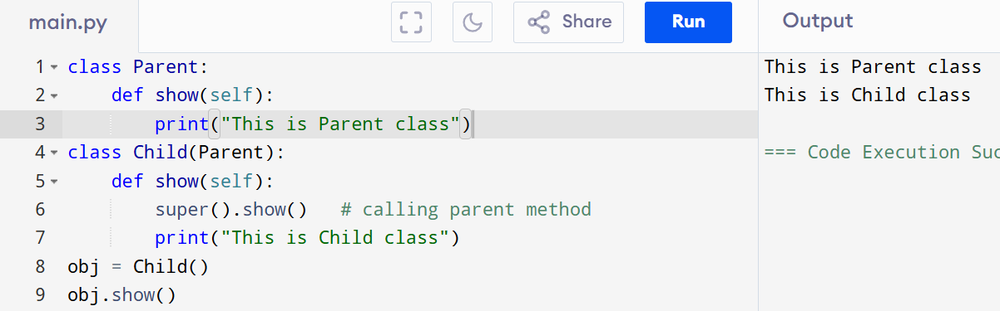 main.py
Share
Run
Output
1 class Parent:
2     def show(self):
3         print("This is Parent class")
4 class Child(Parent):
5     def show(self):
6         super().show()   # calling parent method
7         print("This is Child class")
8 obj = Child()
9 obj.show()
This is Parent class
This is Child class
=== Code Execution Suc